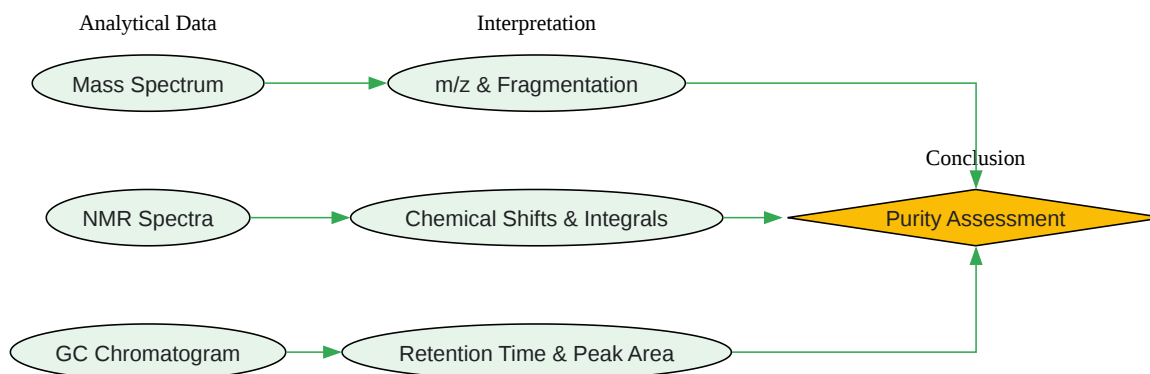 Analytical Data
Interpretation
Mass Spectrum
m/z & Fragmentation
Conclusion
NMR Spectra
Chemical Shifts & Integrals
Purity Assessment
GC Chromatogram
Retention Time & Peak Area